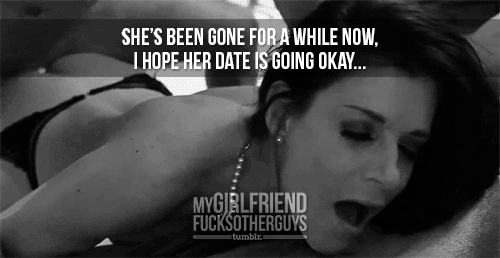 SHE'S BEEN GONE FOR A WHILE NOW,
I HOPE HER DATE IS GOING OKAY...
MYGIRLFRIEND
FUCKSOTHERGUYS
tumblr.